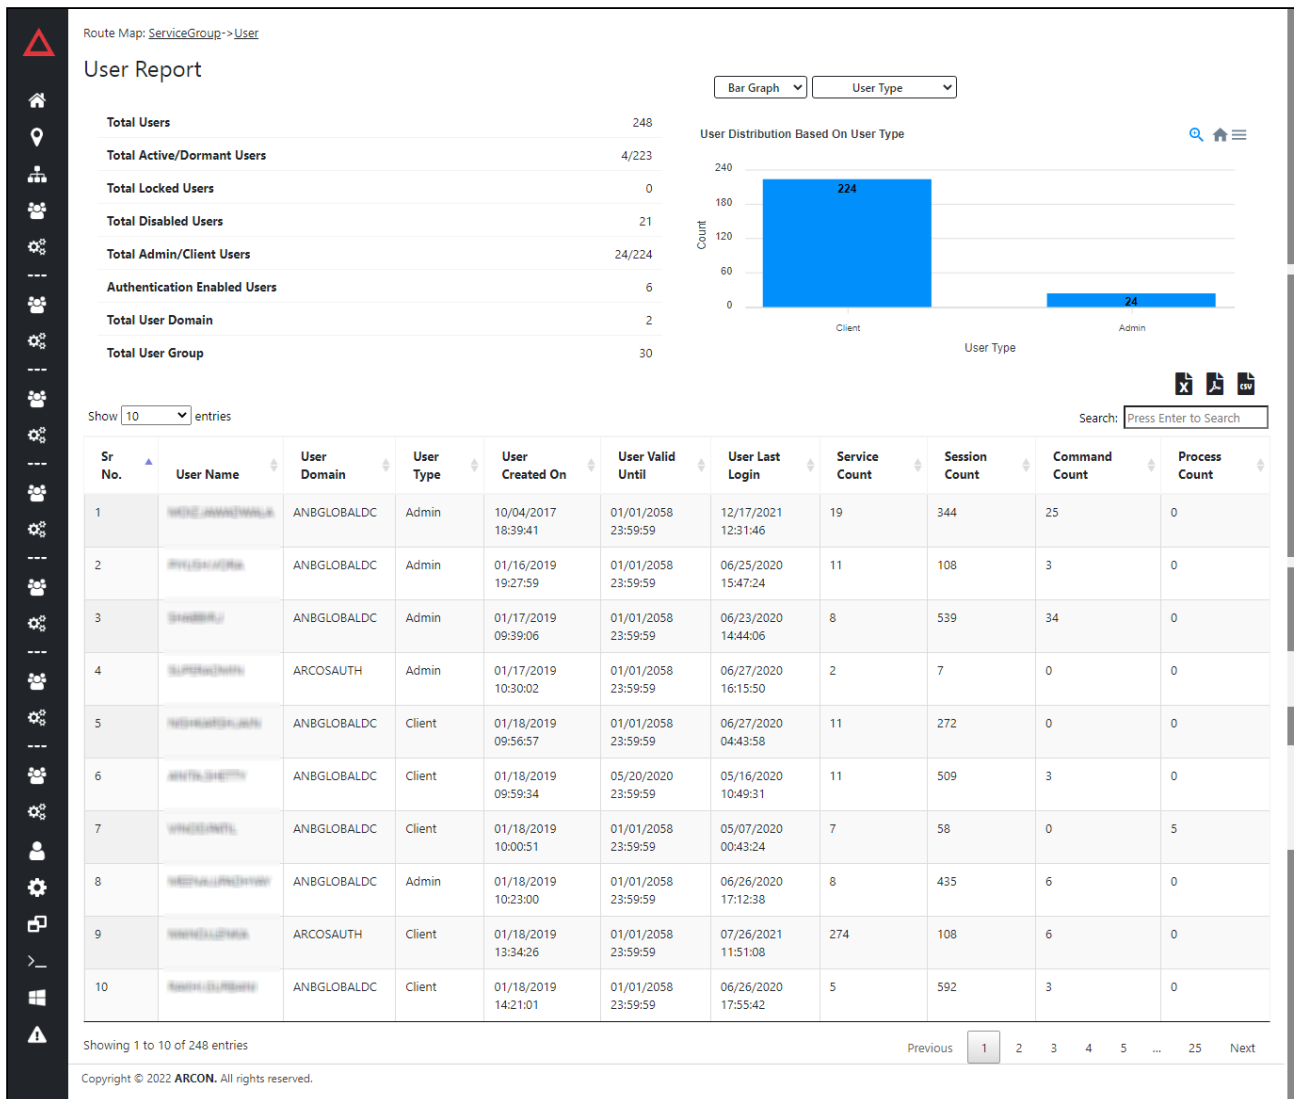 Route Map: ServiceGroup->User
User Report
Bar Graph
User Type
Total Users 248
Total Active/Dormant Users 4/223
Total Locked Users 0
Total Disabled Users 21
Total Admin/Client Users 24/224
Authentication Enabled Users 6
Total User Domain 2
Total User Group 30
User Distribution Based On User Type
240
180
120
60
0
Count
224
24
Client
Admin
User Type
CSV
Show 10 entries
Search: Press Enter to Search
Sr No. User Name User Domain User Type User Created On User Valid Until User Last Login Service Count Session Count Command Count Process Count
1 ANBGLOBALDC Admin 10/04/2017 18:39:41 01/01/2058 23:59:59 12/17/2021 12:31:46 19 344 25 0
2 ANBGLOBALDC Admin 01/16/2019 19:27:59 01/01/2058 23:59:59 06/25/2020 15:47:24 11 108 3 0
3 ANBGLOBALDC Admin 01/17/2019 09:39:06 01/01/2058 23:59:59 06/23/2020 14:44:06 8 539 34 0
4 ARCOSAUTH Admin 01/17/2019 10:30:02 01/01/2058 23:59:59 06/27/2020 16:15:50 2 7 0 0
5 ANBGLOBALDC Client 01/18/2019 09:56:57 01/01/2058 23:59:59 06/27/2020 04:43:58 11 272 0 0
6 ANBGLOBALDC Client 01/18/2019 09:59:34 05/20/2020 23:59:59 05/16/2020 10:49:31 11 509 3 0
7 ANBGLOBALDC Client 01/18/2019 10:00:51 01/01/2058 23:59:59 05/07/2020 00:43:24 7 58 0 5
8 ANBGLOBALDC Admin 01/18/2019 10:23:00 01/01/2058 23:59:59 06/26/2020 17:12:38 8 435 6 0
9 ARCOSAUTH Client 01/18/2019 13:34:26 01/01/2058 23:59:59 07/26/2021 11:51:08 274 108 6 0
10 ANBGLOBALDC Client 01/18/2019 14:21:01 01/01/2058 23:59:59 06/26/2020 17:55:42 5 592 3 0
Showing 1 to 10 of 248 entries
Previous 1 2 3 4 5 ... 25 Next
Copyright © 2022 ARCON. All rights reserved.